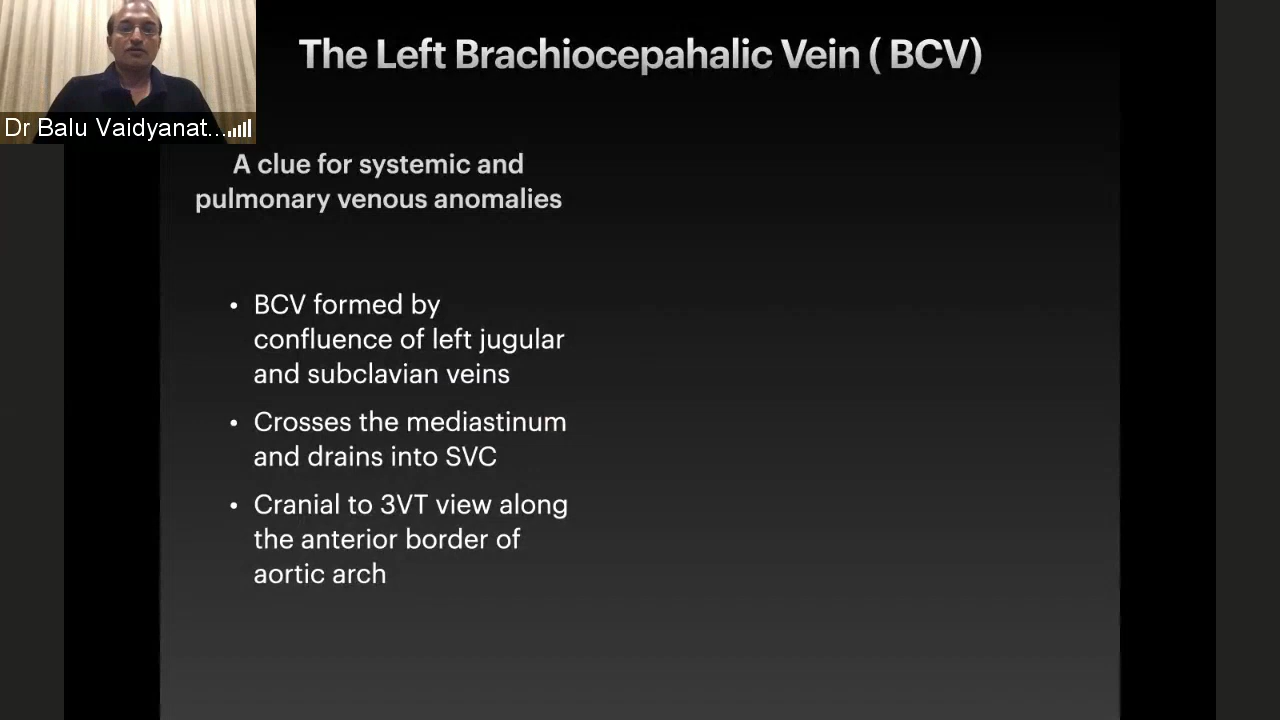 The Left Brachiocepahalic Vein ( BCV)
Dr Balu Vaidyanat...
A clue for systemic and
pulmonary venous anomalies
• BCV formed by
confluence of left jugular
and subclavian veins
• Crosses the mediastinum
and drains into SVC
• Cranial to 3VT view along
the anterior border of
aortic arch